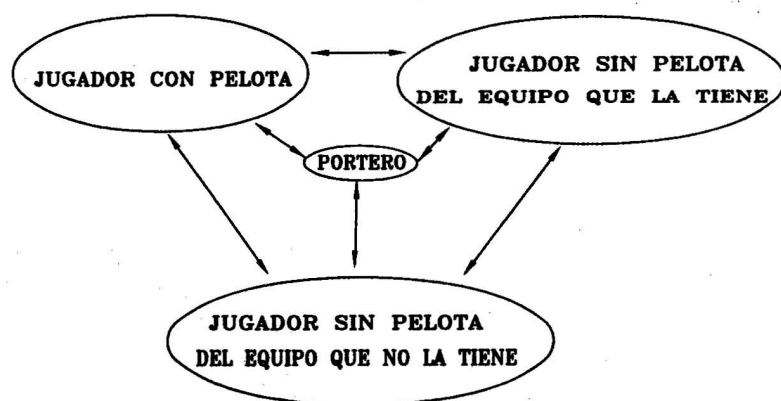 JUGADOR CON PELOTA
JUGADOR SIN PELOTA
DEL EQUIPO QUE LA TIENE
PORTERO
JUGADOR SIN PELOTA
DEL EQUIPO QUE NO LA TIENE